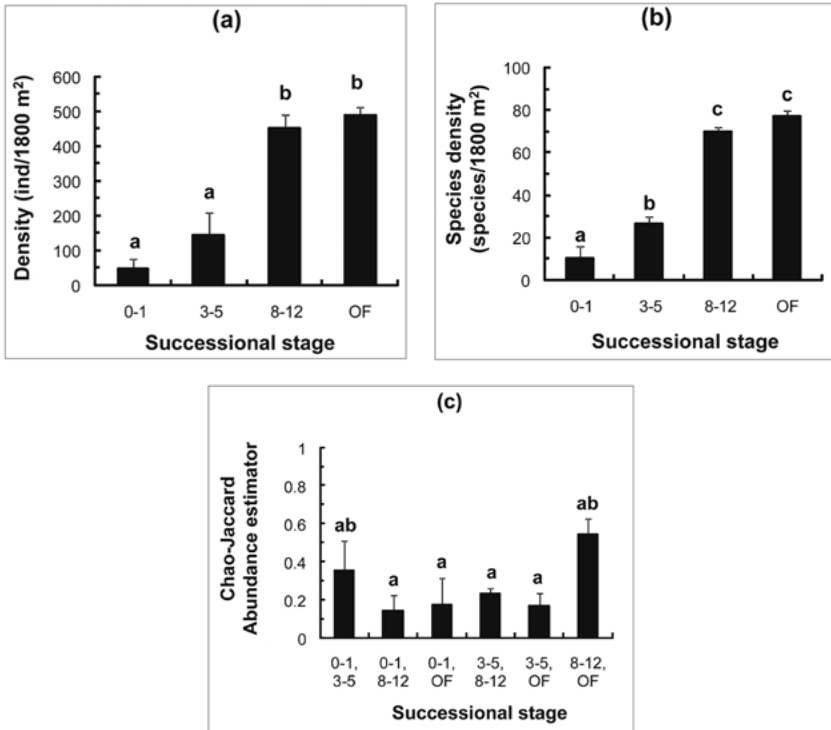 (a)
Density (ind/1800 m²)
600
500
400
300
200
100
0
a
a
b
b
0-1
3-5
8-12
OF
Successional stage
(b)
Species density
(species/1800 m²)
100
80
60
40
20
0
a
b
c
c
0-1
3-5
8-12
OF
Successional stage
(c)
Chao-Jaccard
Abundance estimator
1
0.8
0.6
0.4
0.2
0
ab
a
a
a
a
ab
0-1,
3-5
0-1,
8-12
0-1,
OF
3-5,
8-12
3-5,
OF
8-12,
OF
Successional stage